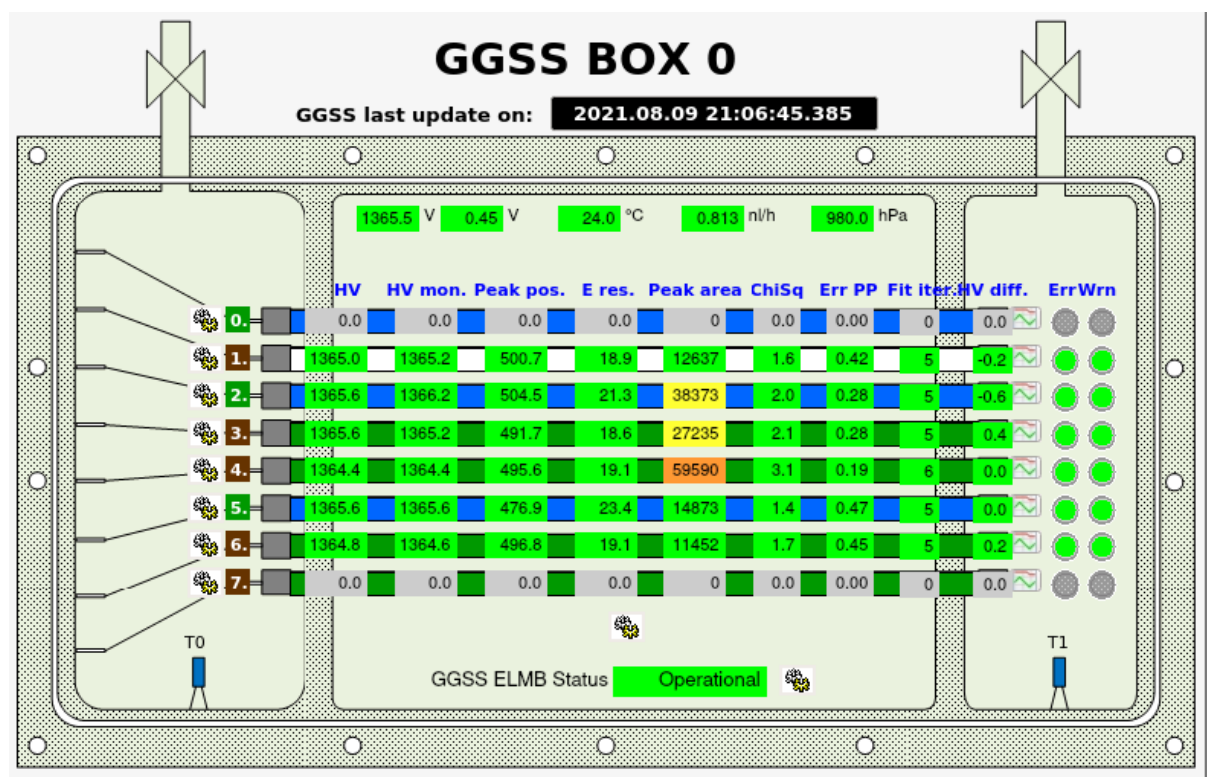 GGSS BOX 0
GGSS last update on: 2021.08.09 21:06:45.385
1365.5 V 0.45 V 24.0 °C 0.813 nl/h 980.0 hPa
HV HV mon. Peak pos. E res. Peak area ChiSq Err PP Fit iter. HV diff. Err Wrn
0. 0.0 0.0 0.0 0.0 0 0.0 0.00 0 0.0
1. 1365.0 1365.2 500.7 18.9 12637 1.6 0.42 5 -0.2
2. 1365.6 1366.2 504.5 21.3 38373 2.0 0.28 5 -0.6
3. 1365.6 1365.2 491.7 18.6 27235 2.1 0.28 5 0.4
4. 1364.4 1364.4 495.6 19.1 59590 3.1 0.19 6 0.0
5. 1365.6 1365.6 476.9 23.4 14873 1.4 0.47 5 0.0
6. 1364.8 1364.6 496.8 19.1 11452 1.7 0.45 5 0.2
7. 0.0 0.0 0.0 0.0 0 0.0 0.00 0 0.0
T0 T1
GGSS ELMB Status Operational